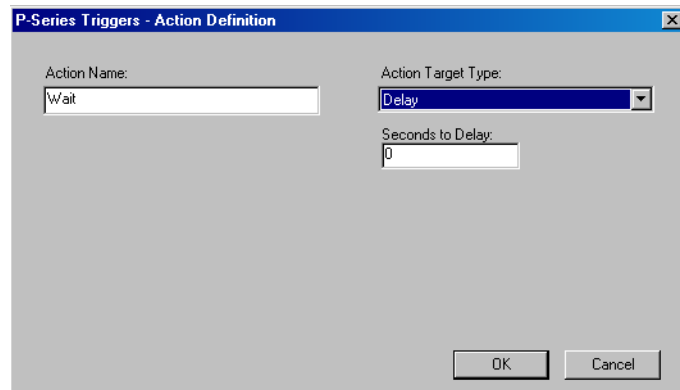 P-Series Triggers - Action Definition
Action Name:
Action Target Type:
Wait
Delay
Seconds to Delay:
0
OK
Cancel